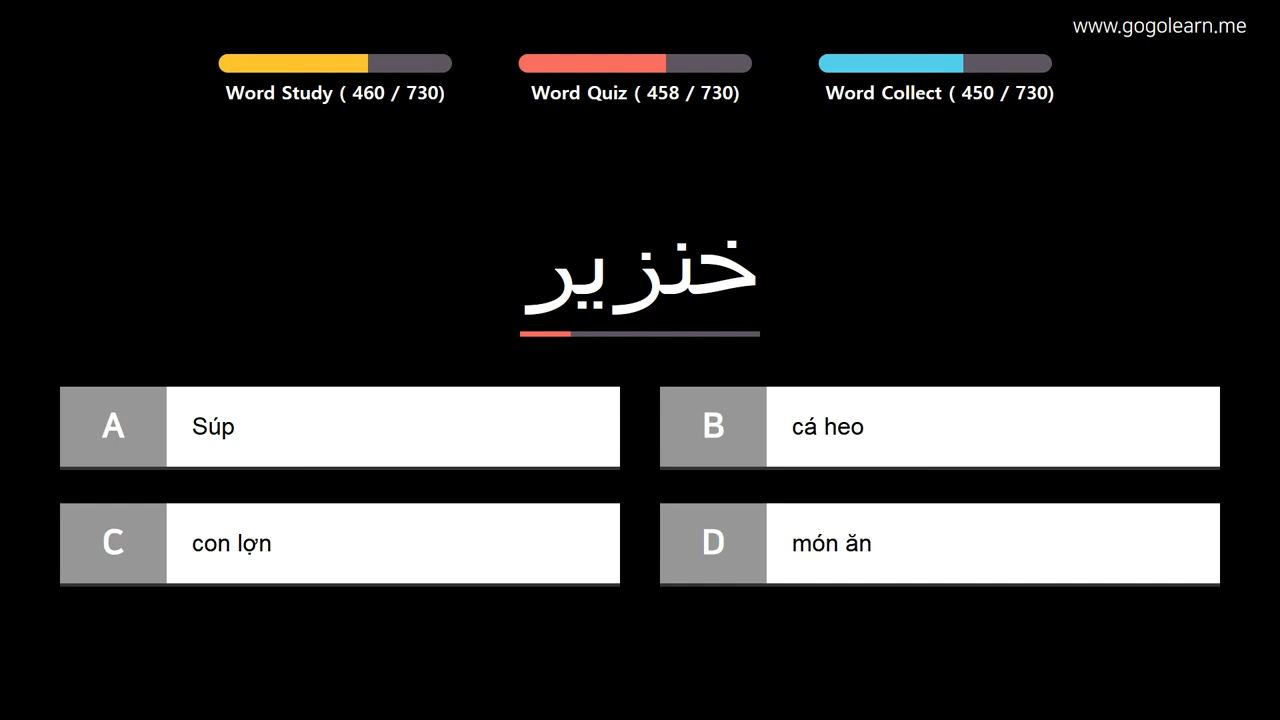 www.gogolearn.me
Word Study ( 460 / 730)
Word Quiz ( 458 / 730)
Word Collect ( 450 / 730)
خنزير
A
Súp
B
cá heo
C
con lợn
D
món ăn